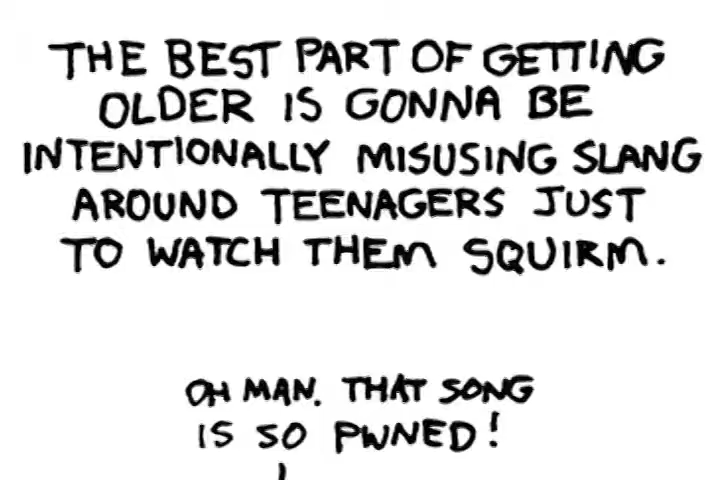 THE BEST PART OF GETTING
OLDER IS GONNA BE
INTENTIONALLY MISUSING SLANG
AROUND TEENAGERS JUST
TO WATCH THEM SQUIRM.
OH MAN. THAT SONG
IS SO PWNED!